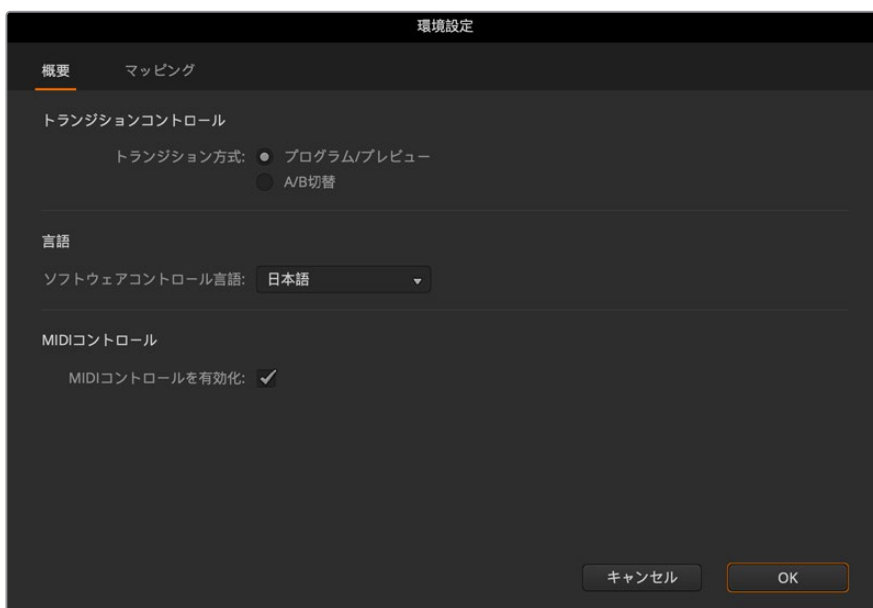 環境設定
概要 マッピング
トランジションコントロール
トランジション方式: プログラム/プレビュー
A/B切替
言語
ソフトウェアコントロール言語: 日本語
MIDIコントロール
MIDIコントロールを有効化:
キャンセル OK